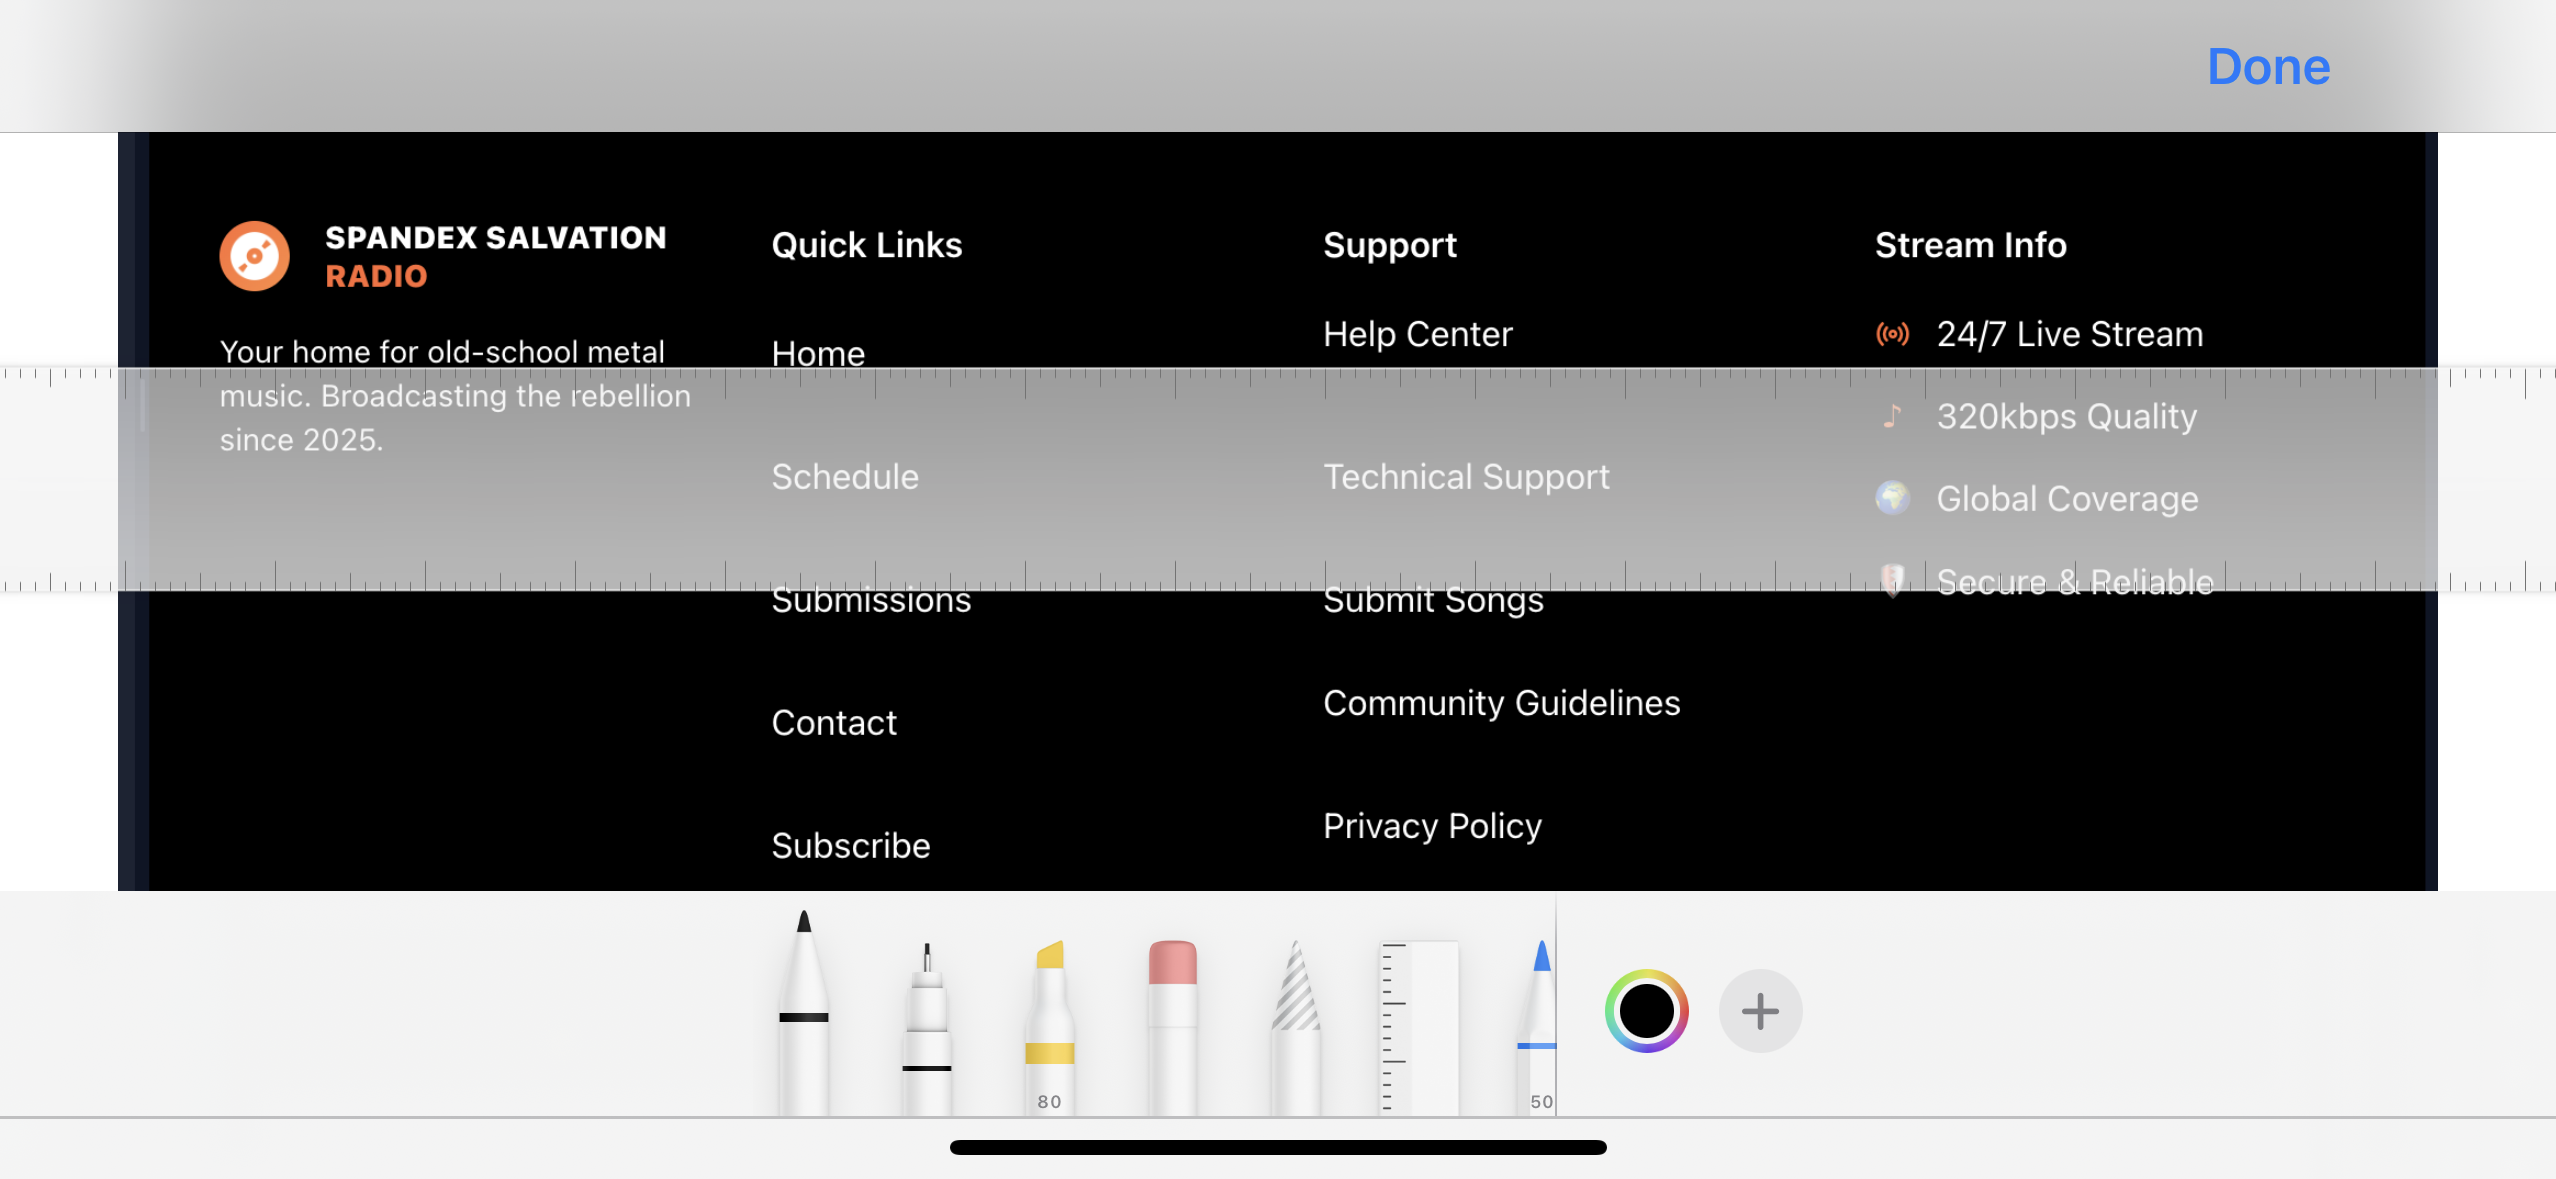 Done
SPANDEX SALVATION
RADIO
Your home for old-school metal
music. Broadcasting the rebellion
since 2025.
Quick Links
Home
Schedule
Submissions
Contact
Subscribe
Support
Help Center
Technical Support
Submit Songs
Community Guidelines
Privacy Policy
Stream Info
24/7 Live Stream
320kbps Quality
Global Coverage
Secure & Reliable
80
50